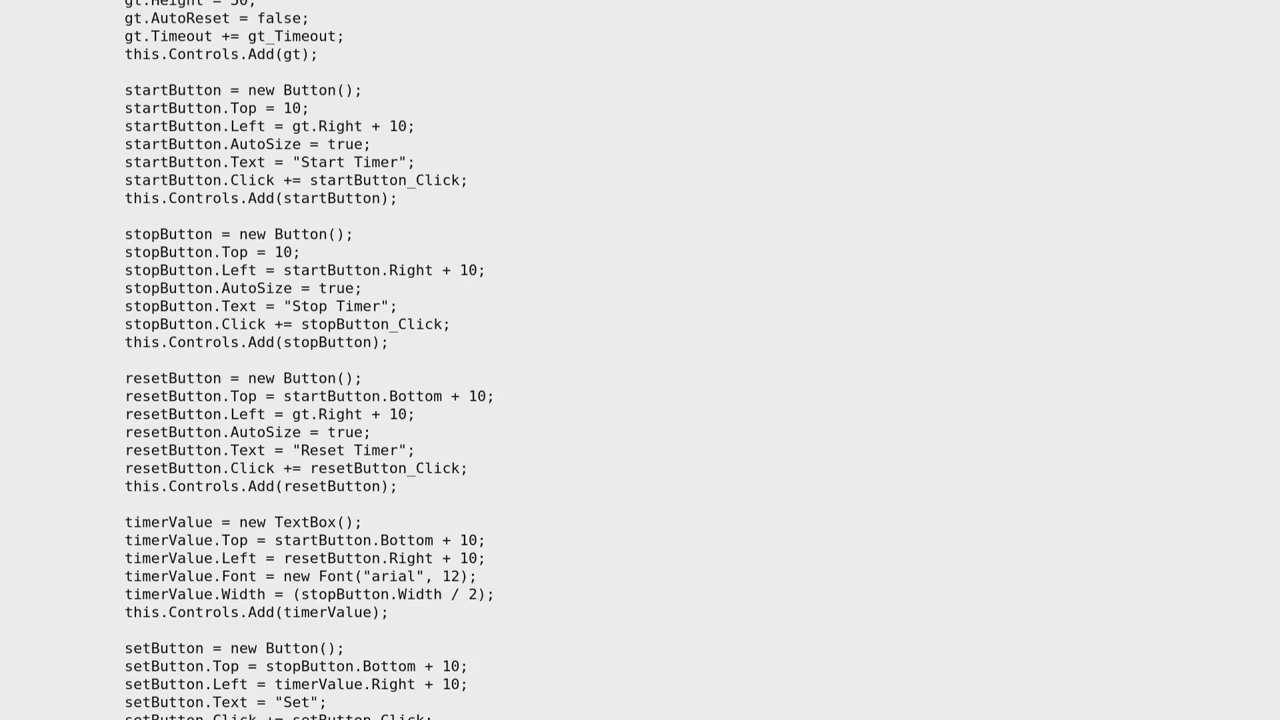 gt.Height = 50;
gt.AutoReset = false;
gt.Timeout += gt_Timeout;
this.Controls.Add(gt);

startButton = new Button();
startButton.Top = 10;
startButton.Left = gt.Right + 10;
startButton.AutoSize = true;
startButton.Text = "Start Timer";
startButton.Click += startButton_Click;
this.Controls.Add(startButton);

stopButton = new Button();
stopButton.Top = 10;
stopButton.Left = startButton.Right + 10;
stopButton.AutoSize = true;
stopButton.Text = "Stop Timer";
stopButton.Click += stopButton_Click;
this.Controls.Add(stopButton);

resetButton = new Button();
resetButton.Top = startButton.Bottom + 10;
resetButton.Left = gt.Right + 10;
resetButton.AutoSize = true;
resetButton.Text = "Reset Timer";
resetButton.Click += resetButton_Click;
this.Controls.Add(resetButton);

timerValue = new TextBox();
timerValue.Top = startButton.Bottom + 10;
timerValue.Left = resetButton.Right + 10;
timerValue.Font = new Font("arial", 12);
timerValue.Width = (stopButton.Width / 2);
this.Controls.Add(timerValue);

setButton = new Button();
setButton.Top = stopButton.Bottom + 10;
setButton.Left = timerValue.Right + 10;
setButton.Text = "Set";
setButton.Click += setButton_Click;